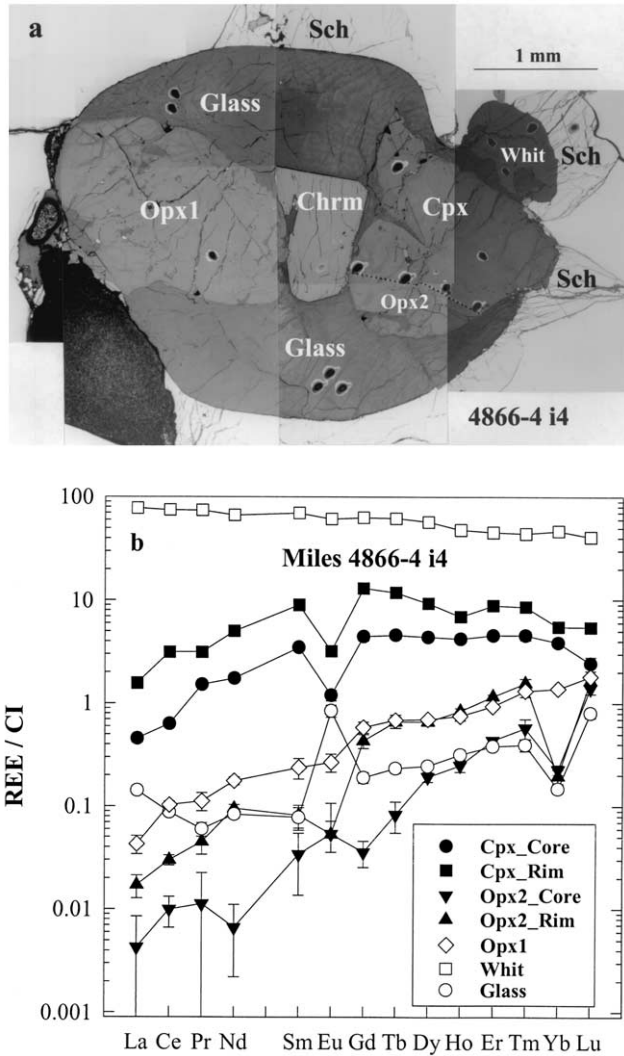 a
Sch
1 mm
Glass
Whit
Sch
Opx1
Chrm
Cpx
Sch
Opx2
Glass
4866-4 i4
100
b
Miles 4866-4 i4
10
1
REE / CI
0.1
0.01
0.001
Cpx_Core
Cpx_Rim
Opx2_Core
Opx2_Rim
Opx1
Whit
Glass
La Ce Pr Nd Sm Eu Gd Tb Dy Ho Er Tm Yb Lu